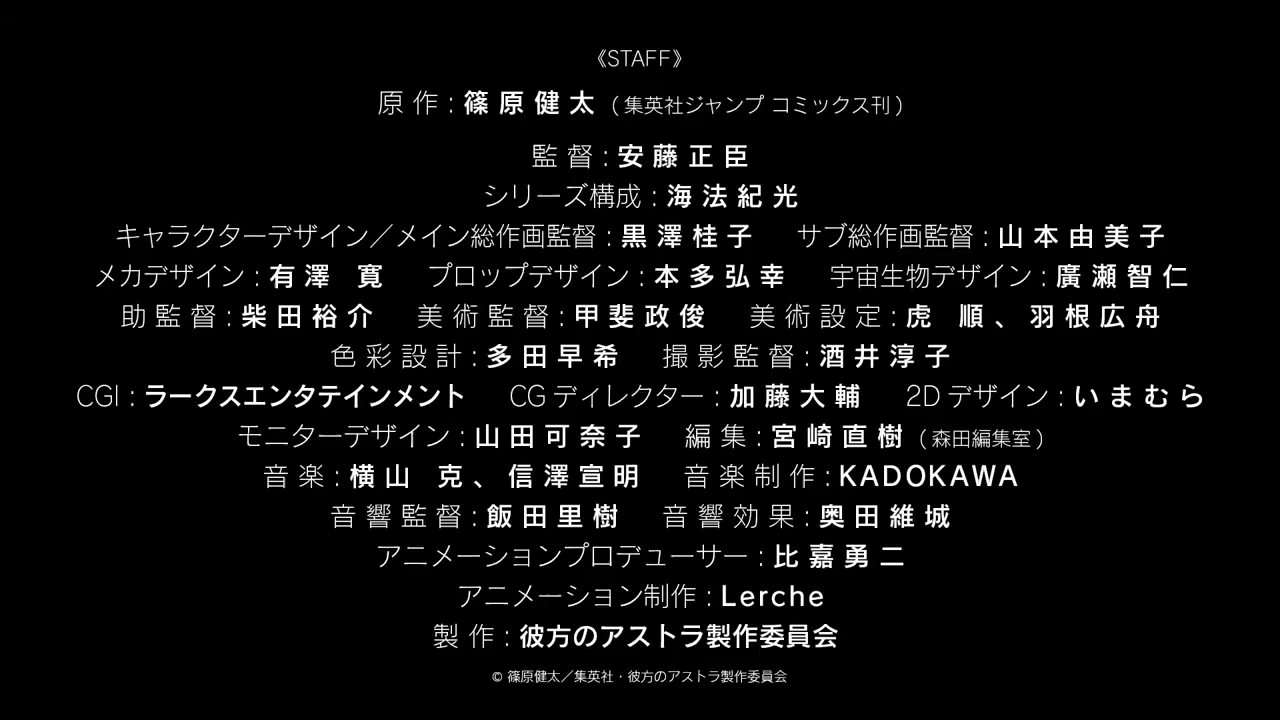 《STAFF》
原作:篠原健太 (集英社ジャンプ コミックス刊)
監督:安藤正臣
シリーズ構成:海法紀光
キャラクターデザイン／メイン総作画監督:黒澤桂子 サブ総作画監督:山本由美子
メカデザイン:有澤 寛 プロップデザイン:本多弘幸 宇宙生物デザイン:廣瀬智仁
助監督:柴田裕介 美術監督:甲斐政俊 美術設定:虎 順、羽根広舟
色彩設計:多田早希 撮影監督:酒井淳子
CGI:ラークスエンタテインメント CGディレクター:加藤大輔 2Dデザイン:いまむら
モニターデザイン:山田可奈子 編集:宮崎直樹 (森田編集室)
音楽:横山 克、信澤宣明 音楽制作:KADOKAWA
音響監督:飯田里樹 音響効果:奥田維城
アニメーションプロデューサー:比嘉勇二
アニメーション制作:Lerche
製作:彼方のアストラ製作委員会
© 篠原健太／集英社・彼方のアストラ製作委員会